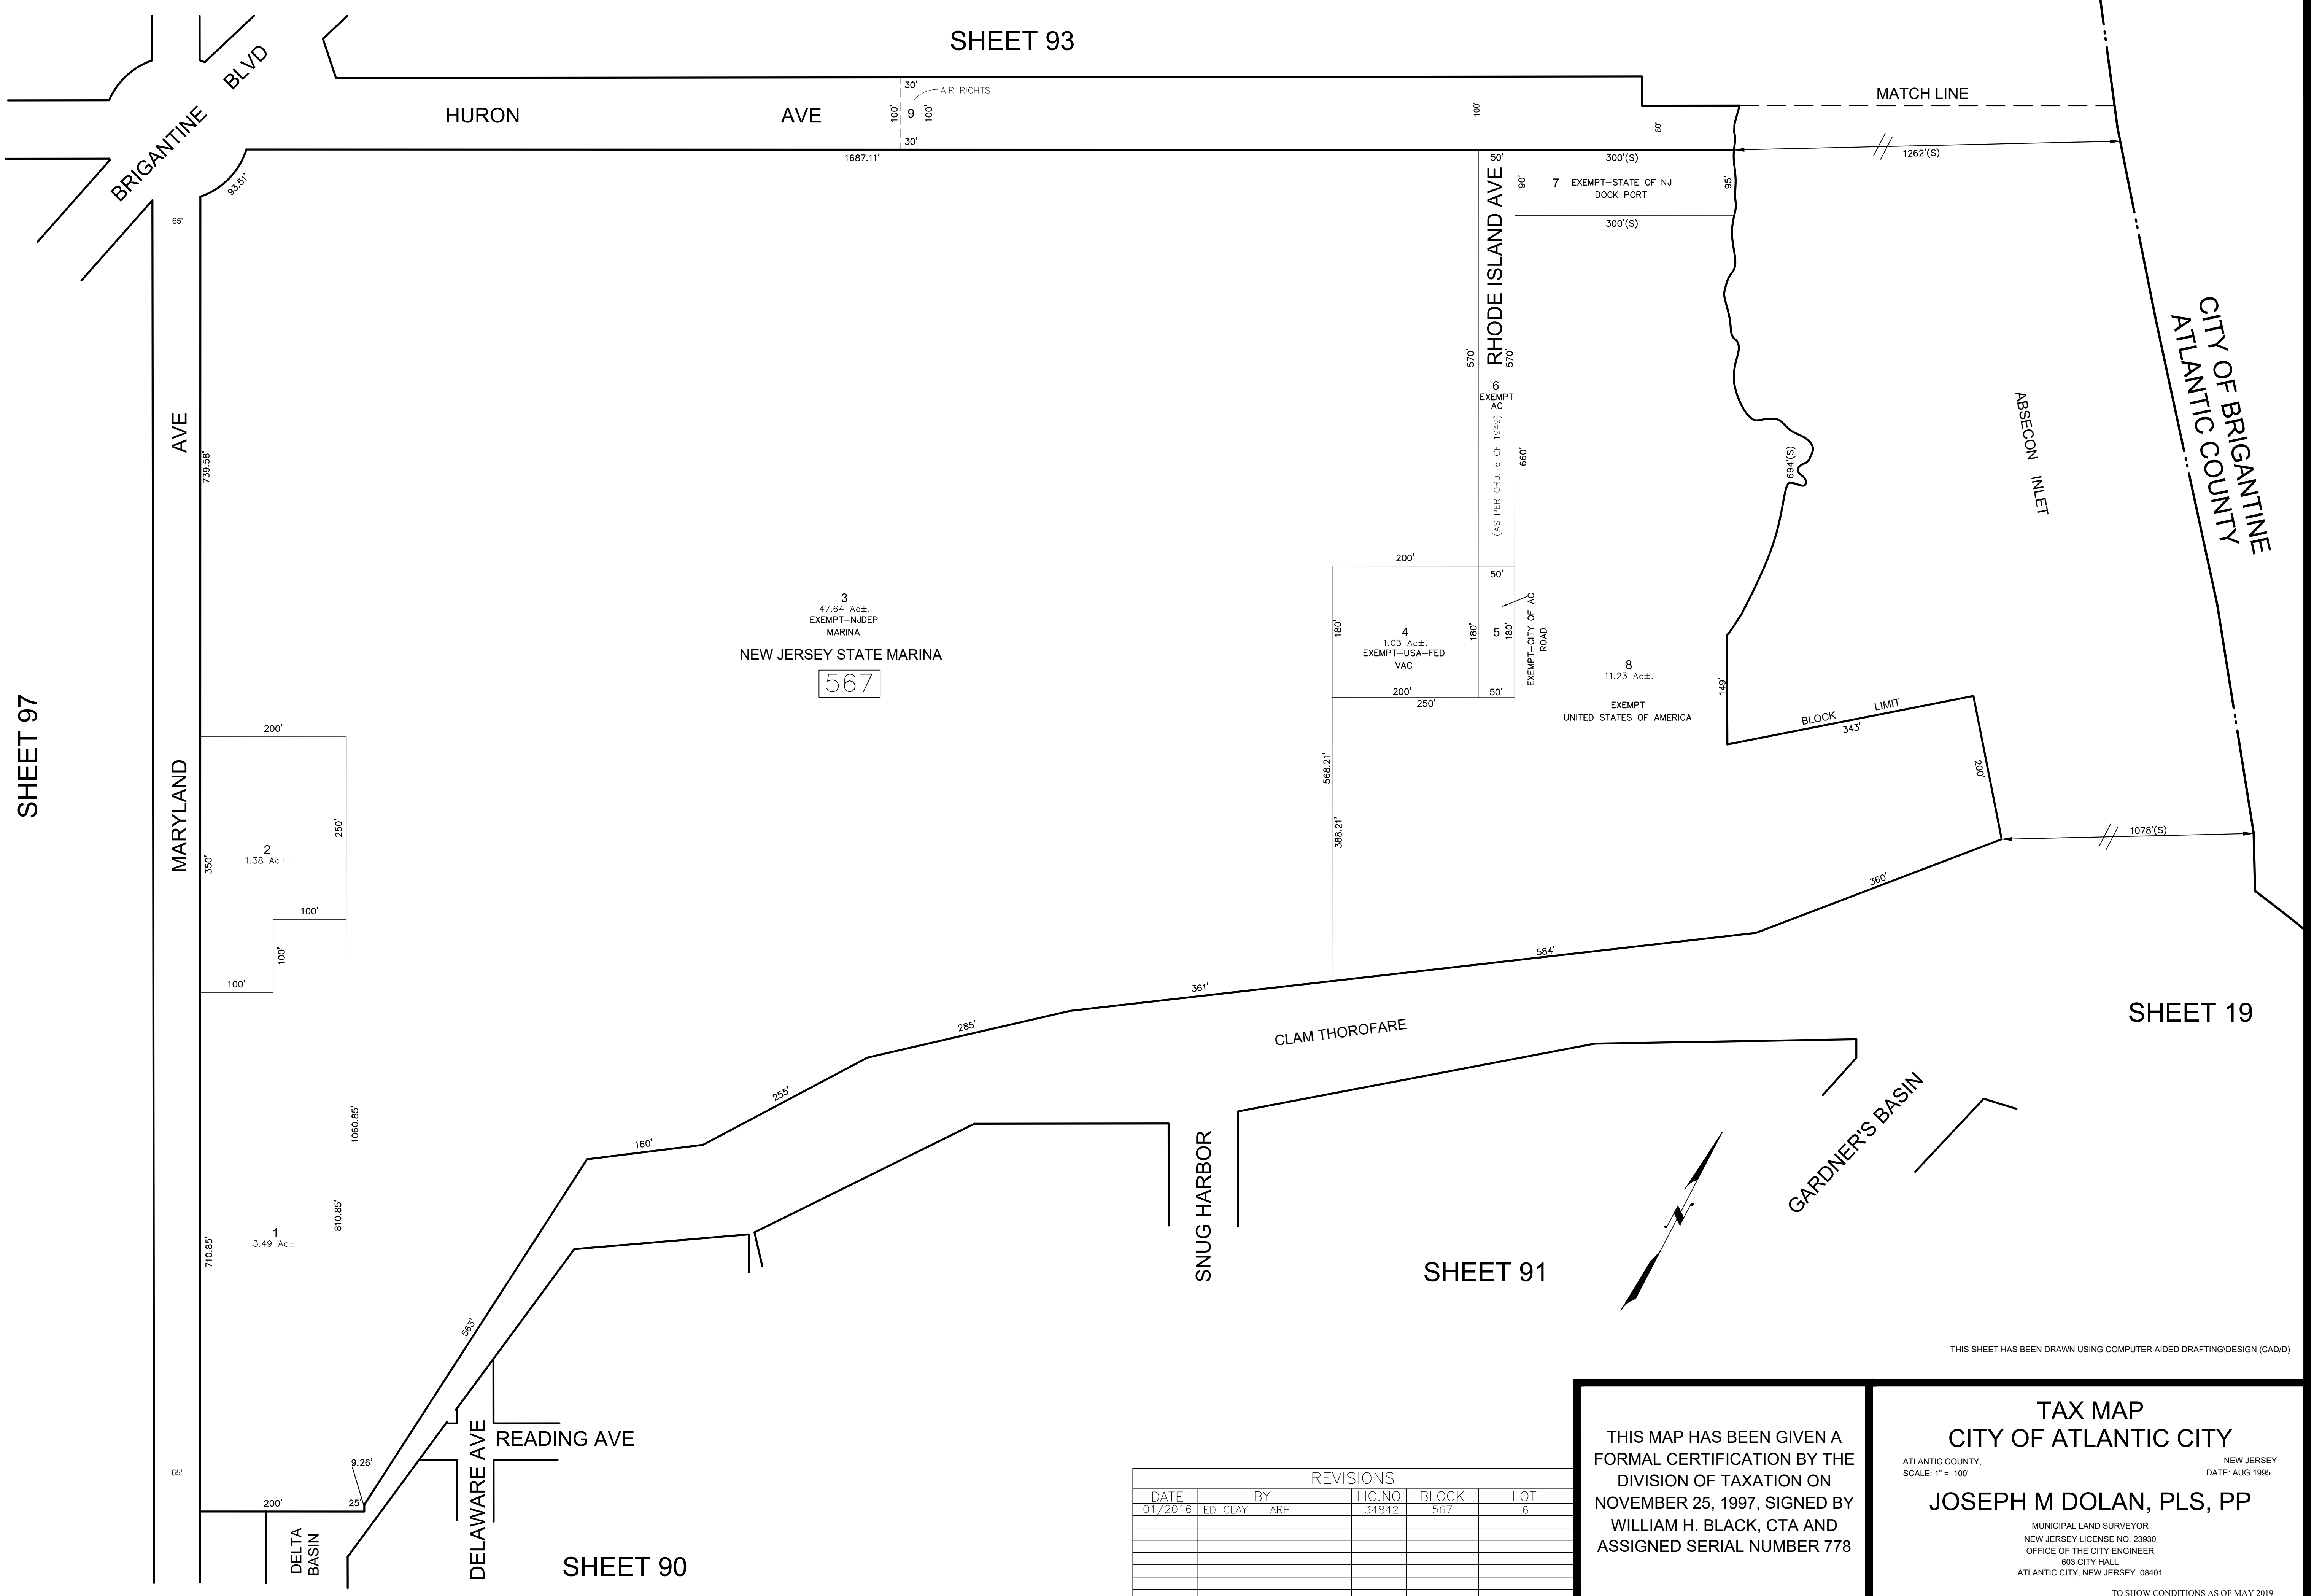 SHEET 93
BRIGANTINE BLVD
HURON AVE
30'
AIR RIGHTS
100'
9
100'
30'
100'
60'
MATCH LINE
1262'(S)
1687.11'
93.51'
65'
50'
300'(S)
RHODE ISLAND AVE
90'
7 EXEMPT-STATE OF NJ
DOCK PORT
95'
300'(S)
570'
570'
6
EXEMPT
AC
(AS PER ORD. 6 OF 1949)
660'
694'(S)
ABSECON INLET
CITY OF BRIGANTINE
ATLANTIC COUNTY
MARYLAND AVE
739.58'
SHEET 97
3
47.64 Ac±.
EXEMPT-NJDEP
MARINA
NEW JERSEY STATE MARINA
567
200'
50'
180'
4
1.03 Ac±.
EXEMPT-USA-FED
VAC
180'
5
180'
EXEMPT-CITY OF AC
ROAD
200'
50'
250'
8
11.23 Ac±.
EXEMPT
UNITED STATES OF AMERICA
149'
BLOCK LIMIT
343'
200'
1078'(S)
568.21'
388.21'
200'
250'
2
1.38 Ac±.
350'
100'
100'
100'
360'
584'
361'
285'
255'
160'
563'
CLAM THOROFARE
SHEET 19
1060.85'
810.85'
1
3.49 Ac±.
710.85'
SNUG HARBOR
GARDNER'S BASIN
SHEET 91
65'
9.26'
200'
25'
DELTA
BASIN
DELAWARE AVE
READING AVE
SHEET 90
THIS SHEET HAS BEEN DRAWN USING COMPUTER AIDED DRAFTING\DESIGN (CAD/D)
REVISIONS
DATE BY LIC.NO BLOCK LOT
01/2016 ED CLAY - ARH 34842 567 6
THIS MAP HAS BEEN GIVEN A
FORMAL CERTIFICATION BY THE
DIVISION OF TAXATION ON
NOVEMBER 25, 1997, SIGNED BY
WILLIAM H. BLACK, CTA AND
ASSIGNED SERIAL NUMBER 778
TAX MAP
CITY OF ATLANTIC CITY
ATLANTIC COUNTY, NEW JERSEY
SCALE: 1" = 100' DATE: AUG 1995
JOSEPH M DOLAN, PLS, PP
MUNICIPAL LAND SURVEYOR
NEW JERSEY LICENSE NO. 23930
OFFICE OF THE CITY ENGINEER
603 CITY HALL
ATLANTIC CITY, NEW JERSEY 08401
TO SHOW CONDITIONS AS OF MAY 2019